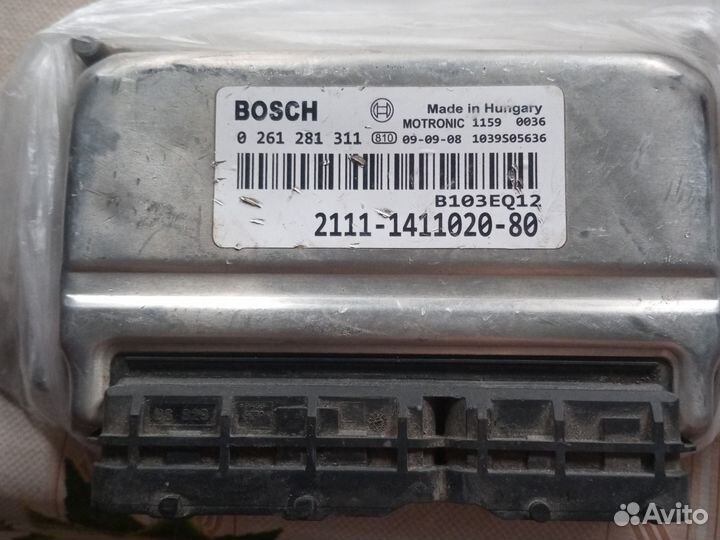 BOSCH
Made in Hungary
MOTRONIC 1159 0036
0 261 281 311 810 09-09-08 1039S05636
B103EQ12
2111-1411020-80
Avito